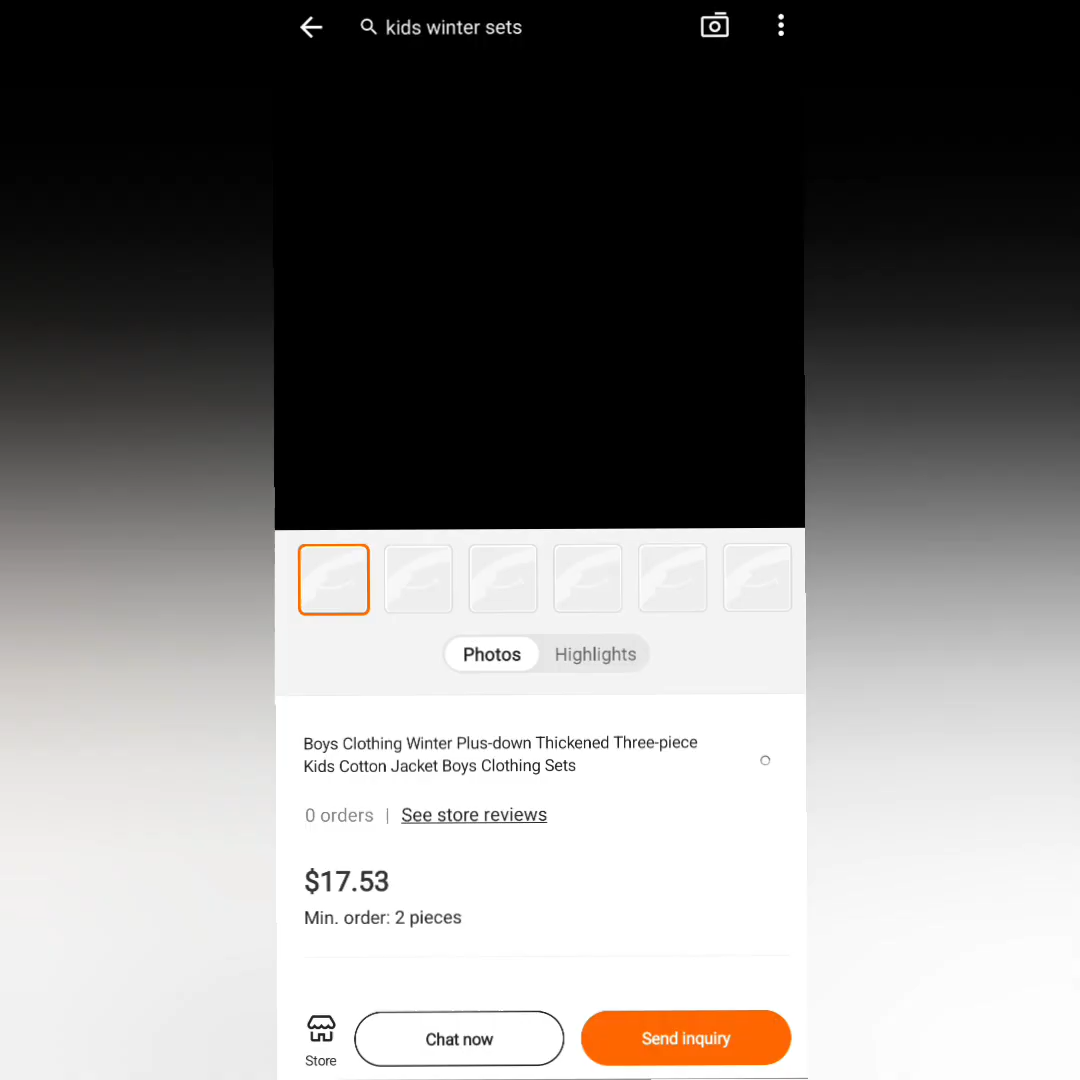 kids winter sets
Photos
Highlights
Boys Clothing Winter Plus-down Thickened Three-piece
Kids Cotton Jacket Boys Clothing Sets
0 orders | See store reviews
$17.53
Min. order: 2 pieces
Store
Chat now
Send inquiry